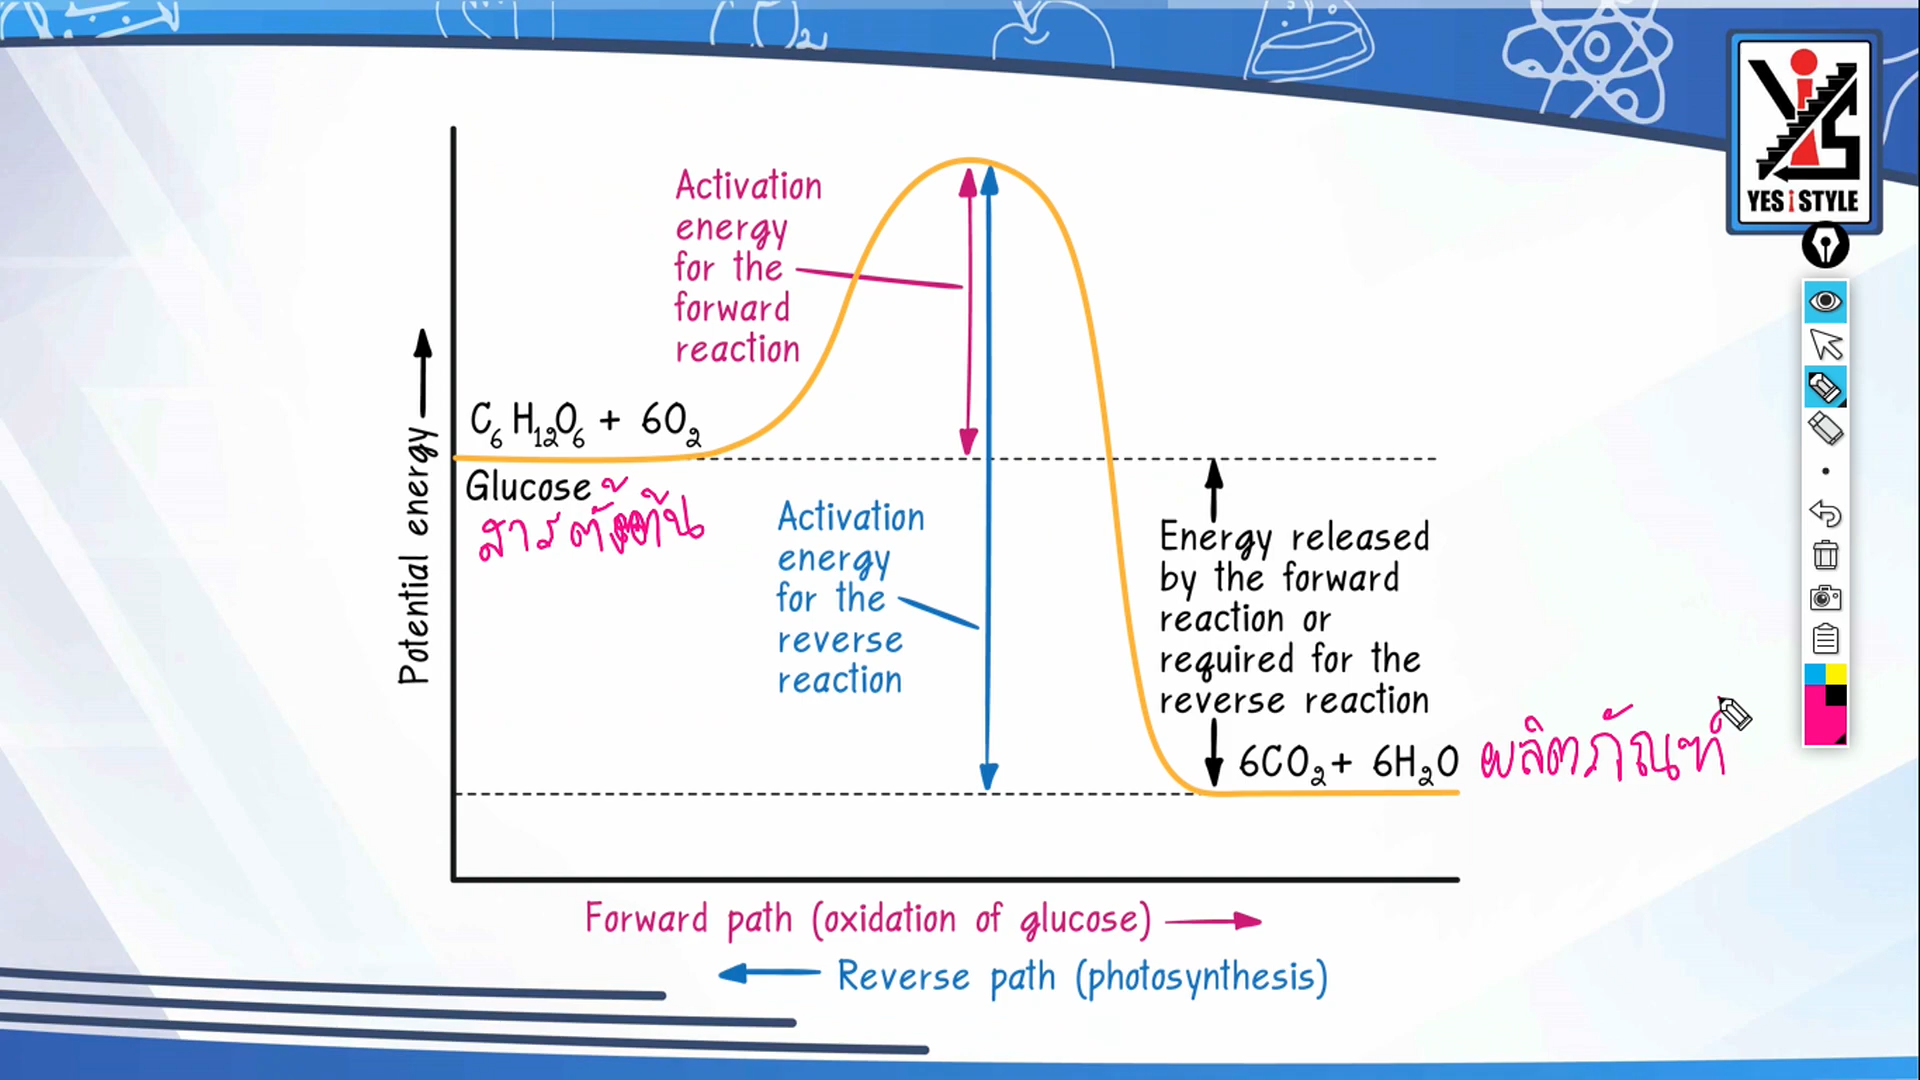 YES i STYLE
Activation
energy
for the
forward
reaction
C₆H₁₂O₆ + 6O₂
Glucose
สารตั้งต้น
Potential energy
Activation
energy
for the
reverse
reaction
Energy released
by the forward
reaction or
required for the
reverse reaction
6CO₂ + 6H₂O
ผลิตภัณฑ์
Forward path (oxidation of glucose)
Reverse path (photosynthesis)